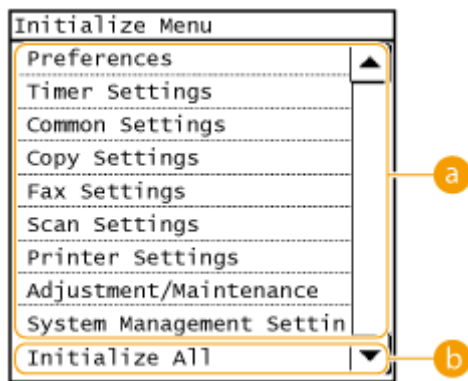 Initialize Menu
Preferences
Timer Settings
Common Settings
Copy Settings
Fax Settings
Scan Settings
Printer Settings
Adjustment/Maintenance
System Management Settin
Initialize All
a
b